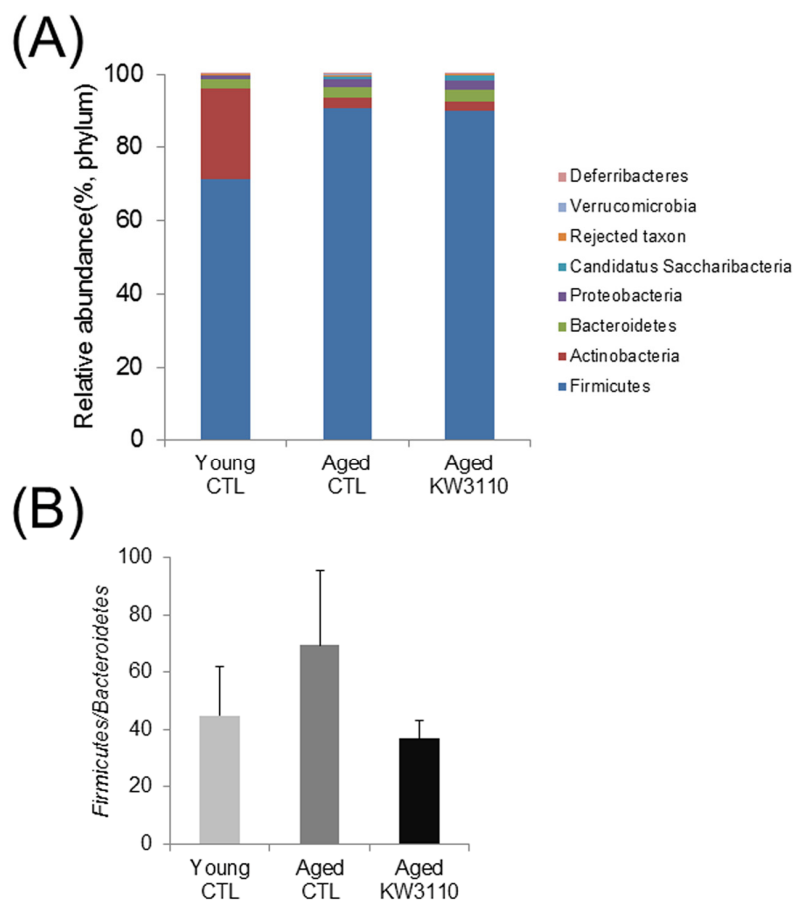 (A)
Relative abundance(%, phylum)
100
80
60
40
20
0
Young
CTL
Aged
CTL
Aged
KW3110
Deferribacteres
Verrucomicrobia
Rejected taxon
Candidatus Saccharibacteria
Proteobacteria
Bacteroidetes
Actinobacteria
Firmicutes
(B)
Firmicutes/Bacteroidetes
100
80
60
40
20
0
Young
CTL
Aged
CTL
Aged
KW3110